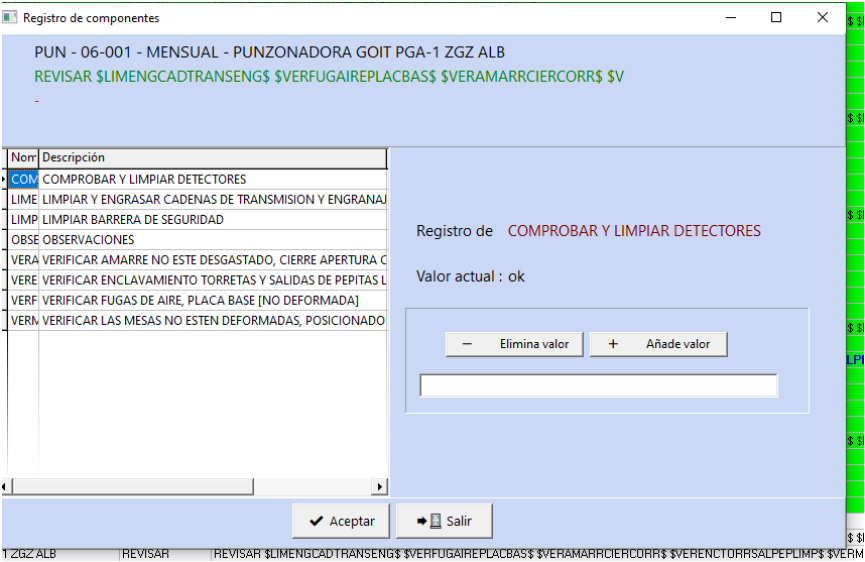 Registro de componentes
PUN - 06-001 - MENSUAL - PUNZONADORA GOIT PGA-1 ZGZ ALB
REVISAR $LIMENGCADTRANSENG$ $VERFUGAIREPLACBAS$ $VERAMARRCIERCORR$ $V
-
Nom Descripción
COM COMPROBAR Y LIMPIAR DETECTORES
LIME LIMPIAR Y ENGRASAR CADENAS DE TRANSMISION Y ENGRANAJ
LIMP LIMPIAR BARRERA DE SEGURIDAD
OBSE OBSERVACIONES
VERA VERIFICAR AMARRE NO ESTE DESGASTADO, CIERRE APERTURA C
VERE VERIFICAR ENCLAVAMIENTO TORRETAS Y SALIDAS DE PEPITAS L
VERF VERIFICAR FUGAS DE AIRE, PLACA BASE [NO DEFORMADA]
VERM VERIFICAR LAS MESAS NO ESTEN DEFORMADAS, POSICIONADO
Registro de COMPROBAR Y LIMPIAR DETECTORES
Valor actual : ok
− Elimina valor + Añade valor
Aceptar Salir
1 ZGZ ALB REVISAR REVISAR $LIMENGCADTRANSENG$ $VERFUGAIREPLACBAS$ $VERAMARRCIERCORR$ $VERENCTORRSALPEPLIMP$ $VERM